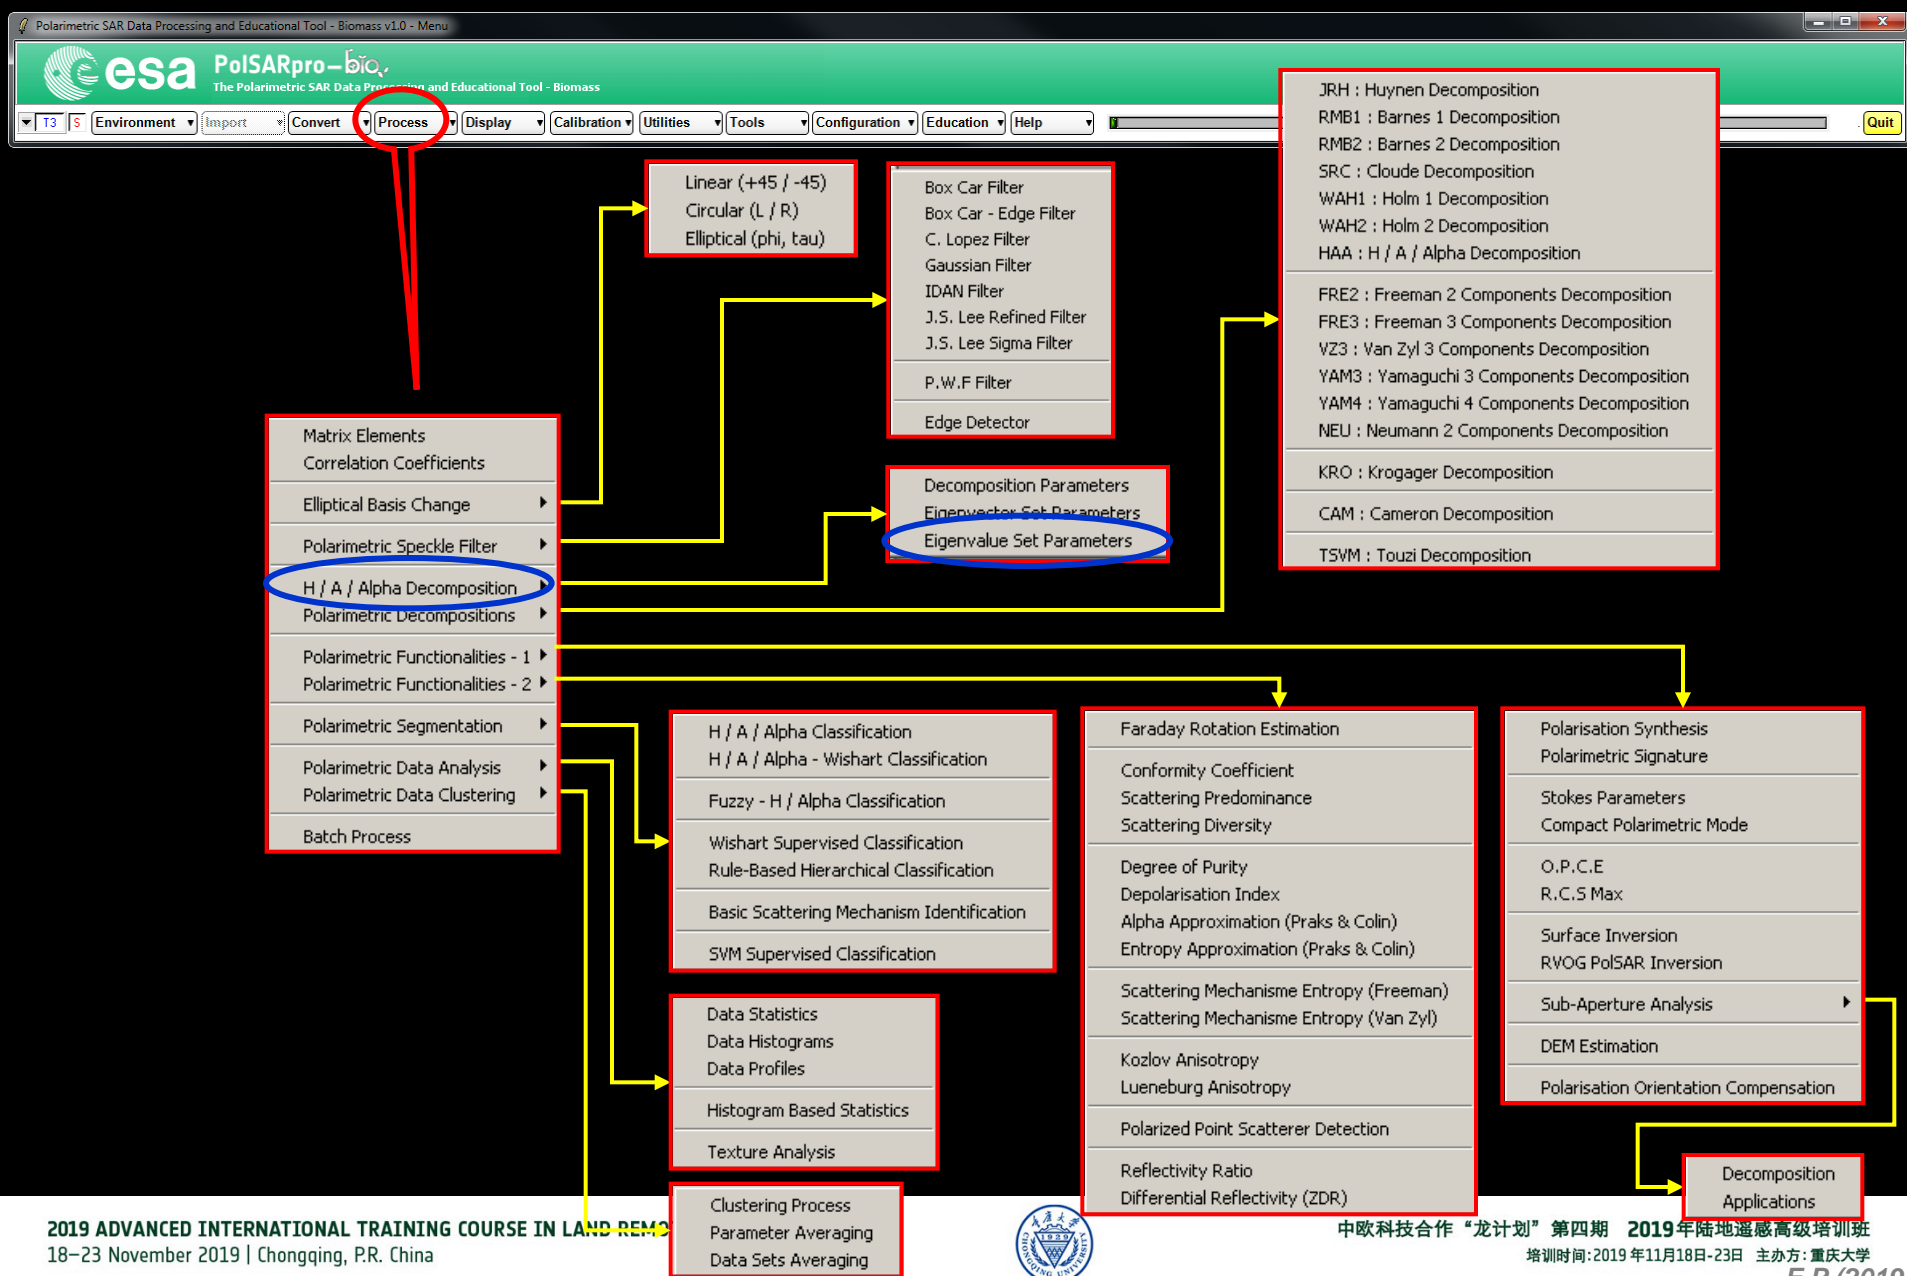 Polarimetric SAR Data Processing and Educational Tool - Biomass v1.0 - Menu
esa
PolSARpro-bio
The Polarimetric SAR Data Processing and Educational Tool - Biomass
T3 S Environment Import Convert Process Display Calibration Utilities Tools Configuration Education Help Quit
Linear (+45 / -45)
Circular (L / R)
Elliptical (phi, tau)
Box Car Filter
Box Car - Edge Filter
C. Lopez Filter
Gaussian Filter
IDAN Filter
J.S. Lee Refined Filter
J.S. Lee Sigma Filter
P.W.F Filter
Edge Detector
JRH : Huynen Decomposition
RMB1 : Barnes 1 Decomposition
RMB2 : Barnes 2 Decomposition
SRC : Cloude Decomposition
WAH1 : Holm 1 Decomposition
WAH2 : Holm 2 Decomposition
HAA : H / A / Alpha Decomposition
FRE2 : Freeman 2 Components Decomposition
FRE3 : Freeman 3 Components Decomposition
VZ3 : Van Zyl 3 Components Decomposition
YAM3 : Yamaguchi 3 Components Decomposition
YAM4 : Yamaguchi 4 Components Decomposition
NEU : Neumann 2 Components Decomposition
KRO : Krogager Decomposition
CAM : Cameron Decomposition
TSVM : Touzi Decomposition
Matrix Elements
Correlation Coefficients
Elliptical Basis Change
Polarimetric Speckle Filter
H / A / Alpha Decomposition
Polarimetric Decompositions
Polarimetric Functionalities - 1
Polarimetric Functionalities - 2
Polarimetric Segmentation
Polarimetric Data Analysis
Polarimetric Data Clustering
Batch Process
Decomposition Parameters
Eigenvector Set Parameters
Eigenvalue Set Parameters
H / A / Alpha Classification
H / A / Alpha - Wishart Classification
Fuzzy - H / Alpha Classification
Wishart Supervised Classification
Rule-Based Hierarchical Classification
Basic Scattering Mechanism Identification
SVM Supervised Classification
Data Statistics
Data Histograms
Data Profiles
Histogram Based Statistics
Texture Analysis
Clustering Process
Parameter Averaging
Data Sets Averaging
Faraday Rotation Estimation
Conformity Coefficient
Scattering Predominance
Scattering Diversity
Degree of Purity
Depolarisation Index
Alpha Approximation (Praks & Colin)
Entropy Approximation (Praks & Colin)
Scattering Mechanisme Entropy (Freeman)
Scattering Mechanisme Entropy (Van Zyl)
Kozlov Anisotropy
Lueneburg Anisotropy
Polarized Point Scatterer Detection
Reflectivity Ratio
Differential Reflectivity (ZDR)
Polarisation Synthesis
Polarimetric Signature
Stokes Parameters
Compact Polarimetric Mode
O.P.C.E
R.C.S Max
Surface Inversion
RVOG PolSAR Inversion
Sub-Aperture Analysis
DEM Estimation
Polarisation Orientation Compensation
Decomposition
Applications
2019 ADVANCED INTERNATIONAL TRAINING COURSE IN LAND REMO
18–23 November 2019 | Chongqing, P.R. China
1929
中欧科技合作“龙计划”第四期 2019年陆地遥感高级培训班
培训时间:2019年11月18日-23日 主办方:重庆大学